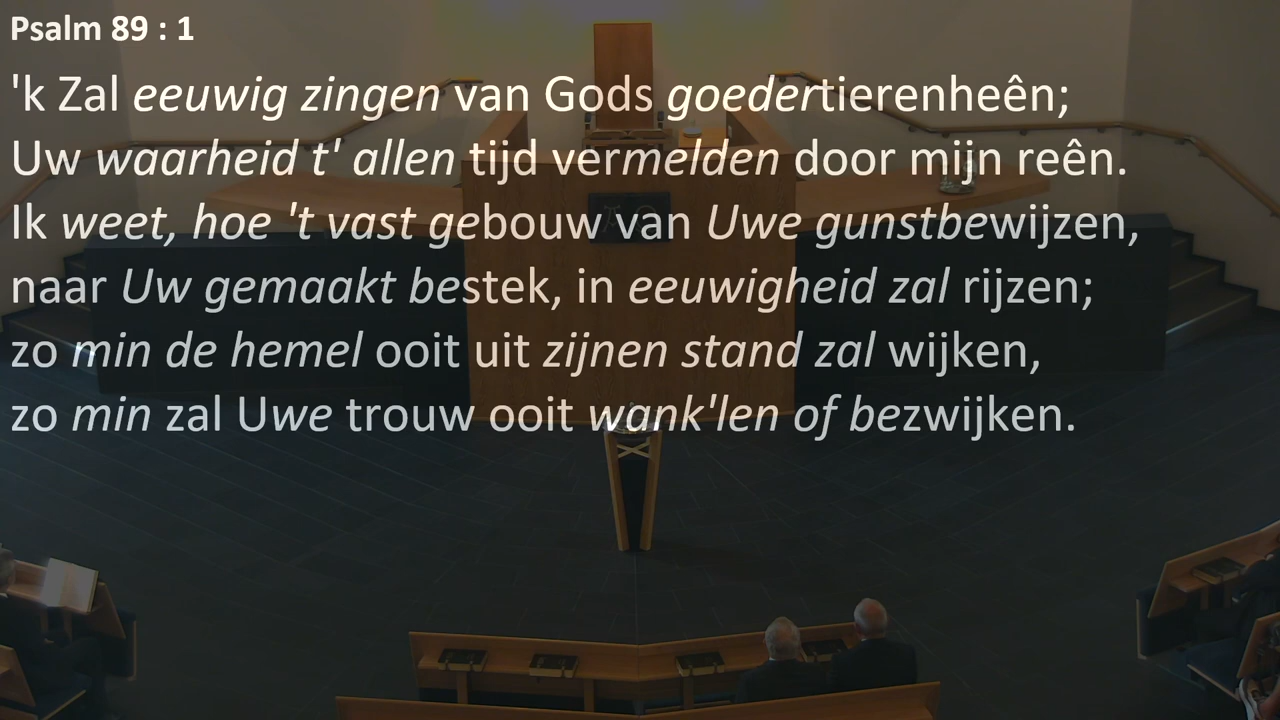 Psalm 89 : 1
'k Zal eeuwig zingen van Gods goedertierenheên;
Uw waarheid t' allen tijd vermelden door mijn reên.
Ik weet, hoe 't vast gebouw van Uwe gunstbewijzen,
naar Uw gemaakt bestek, in eeuwigheid zal rijzen;
zo min de hemel ooit uit zijnen stand zal wijken,
zo min zal Uwe trouw ooit wank'len of bezwijken.